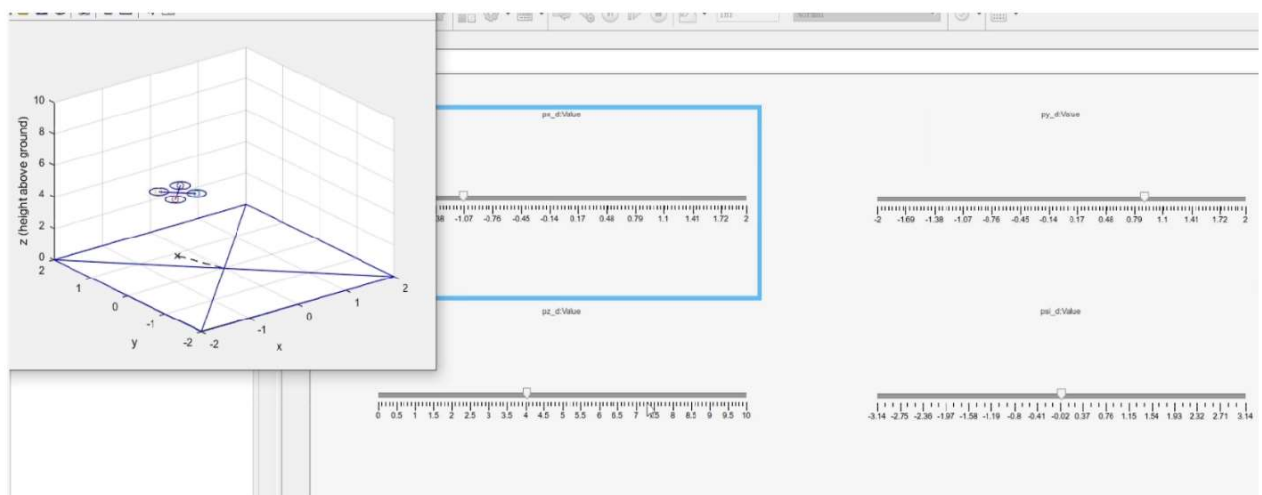 px_d:Value
38 -1.07 -0.76 -0.45 -0.14 0.17 0.48 0.79 1.1 1.41 1.72 2
py_d:Value
-2 -1.69 -1.38 -1.07 -0.76 -0.45 -0.14 0.17 0.48 0.79 1.1 1.41 1.72 2
pz_d:Value
0 0.5 1 1.5 2 2.5 3 3.5 4 4.5 5 5.5 6 6.5 7 7.5 8 8.5 9 9.5 10
psi_d:Value
-3.14 -2.75 -2.36 -1.97 -1.58 -1.19 -0.8 -0.41 -0.02 0.37 0.76 1.15 1.54 1.93 2.32 2.71 3.14
z (height above ground)
10
8
6
4
2
0
2
1
0
-1
-2
y
-2
-1
0
1
2
x